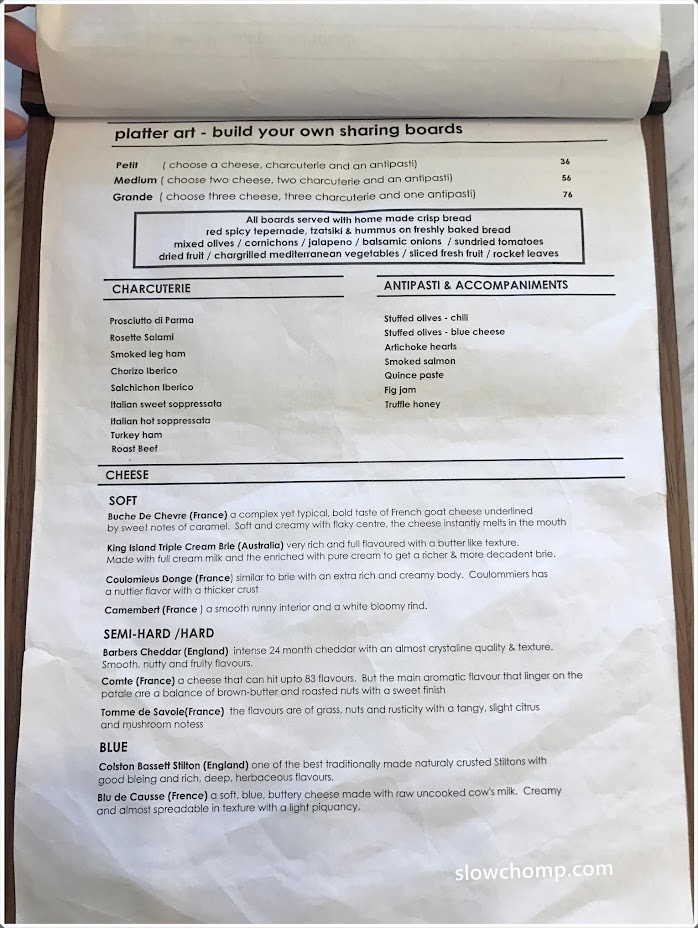 platter art - build your own sharing boards
Petit ( choose a cheese, charcuterie and an antipasti) 36
Medium ( choose two cheese, two charcuterie and an antipasti) 56
Grande ( choose three cheese, three charcuterie and one antipasti) 76
All boards served with home made crisp bread
red spicy tepernade, tzatsiki & hummus on freshly baked bread
mixed olives / cornichons / jalapeno / balsamic onions / sundried tomatoes
dried fruit / chargrilled mediterranean vegetables / sliced fresh fruit / rocket leaves
CHARCUTERIE
Prosciutto di Parma
Rosette Salami
Smoked leg ham
Chorizo Iberico
Salchichon Iberico
Italian sweet soppressata
Italian hot soppressata
Turkey ham
Roast Beef
ANTIPASTI & ACCOMPANIMENTS
Stuffed olives - chili
Stuffed olives - blue cheese
Artichoke hearts
Smoked salmon
Quince paste
Fig jam
Truffle honey
CHEESE
SOFT
Buche De Chevre (France) a complex yet typical, bold taste of French goat cheese underlined
by sweet notes of caramel. Soft and creamy with flaky centre, the cheese instantly melts in the mouth
King Island Triple Cream Brie (Australia) very rich and full flavoured with a butter like texture.
Made with full cream milk and the enriched with pure cream to get a richer & more decadent brie.
Coulomieus Donge (France) similar to brie with an extra rich and creamy body. Coulommiers has
a nuttier flavor with a thicker crust
Camembert (France ) a smooth runny interior and a white bloomy rind.
SEMI-HARD /HARD
Barbers Cheddar (England) intense 24 month cheddar with an almost crystaline quality & texture.
Smooth, nutty and fruity flavours.
Comte (France) a cheese that can hit upto 83 flavours. But the main aromatic flavour that linger on the
patale are a balance of brown-butter and roasted nuts with a sweet finish
Tomme de Savoie(France) the flavours are of grass, nuts and rusticity with a tangy, slight citrus
and mushroom notess
BLUE
Colston Bassett Stilton (England) one of the best traditionally made naturaly crusted Stiltons with
good bleing and rich, deep, herbaceous flavours.
Blu de Causse (Frence) a soft, blue, buttery cheese made with raw uncooked cow's milk. Creamy
and almost spreadable in texture with a light piquancy.
slowchomp.com